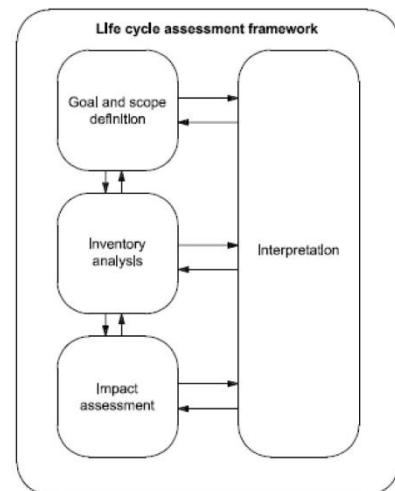 Life cycle assessment framework
Goal and scope
definition
Inventory
analysis
Interpretation
Impact
assessment